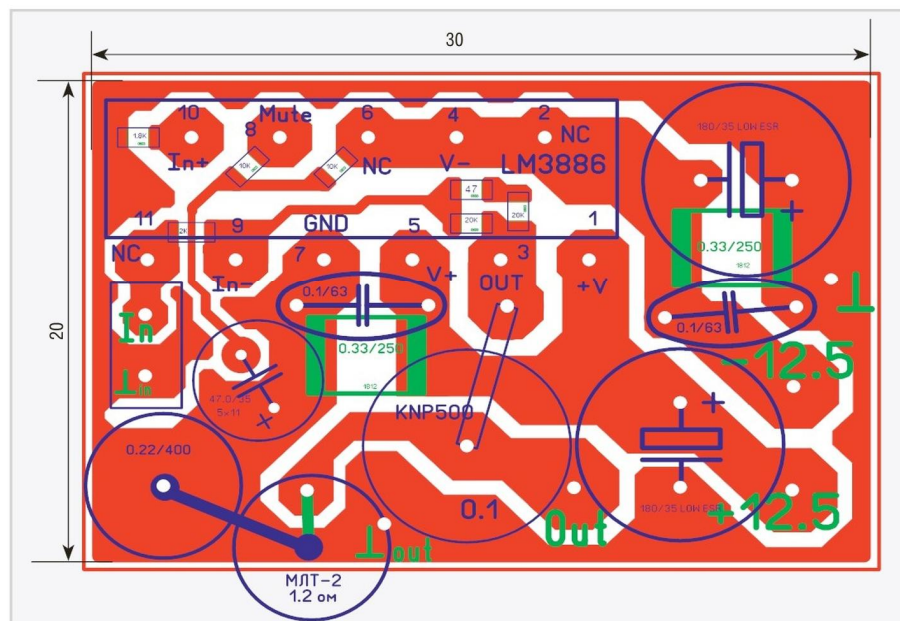 30
20
10
Mute
6
4
2
8
1.8K
10K
10K
NC
In+
NC
V-
LM3886
47
20K
20K
11
2K
9
GND
5
1
NC
In-
7
V+
3
OUT
+V
180/35 LOW ESR
+
0.33/250
1812
0.1/63
0.1/63
⊥
In
⊥in
0.33/250
1812
-12.5
47.0/35
5x11
+
KNP500
+
0.22/400
0.1
180/35 LOW ESR
+12.5
⊥out
Out
МЛТ-2
1.2 ом